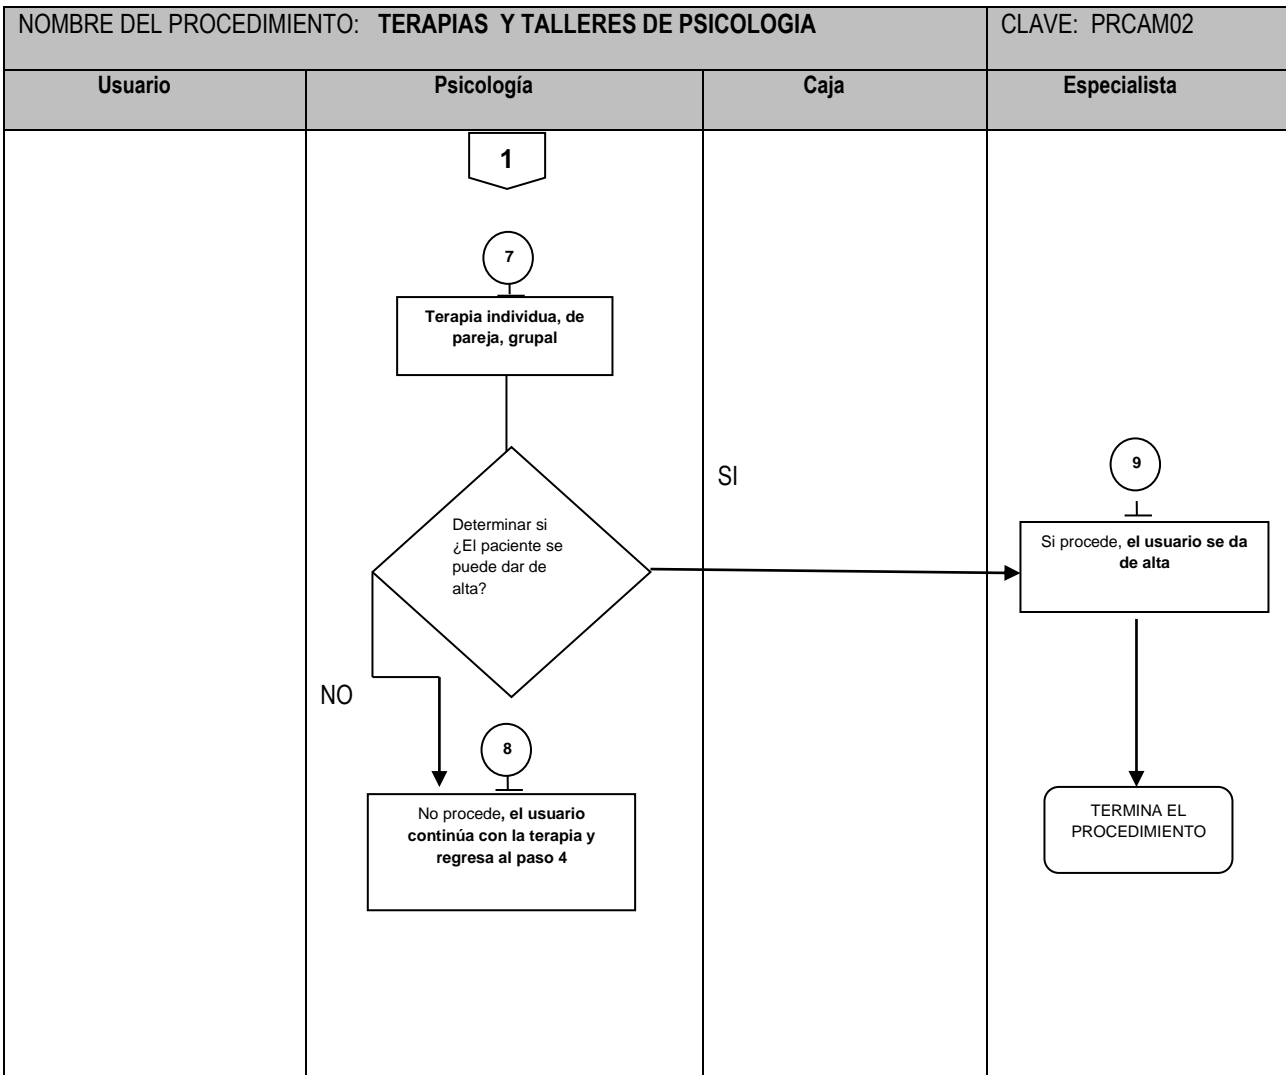 NOMBRE DEL PROCEDIMIENTO: TERAPIAS Y TALLERES DE PSICOLOGIA
CLAVE: PRCAM02
Usuario
Psicología
Caja
Especialista
1
7
Terapia individua, de
pareja, grupal
Determinar si
¿El paciente se
puede dar de
alta?
SI
NO
9
Si procede, el usuario se da
de alta
8
No procede, el usuario
continúa con la terapia y
regresa al paso 4
TERMINA EL
PROCEDIMIENTO